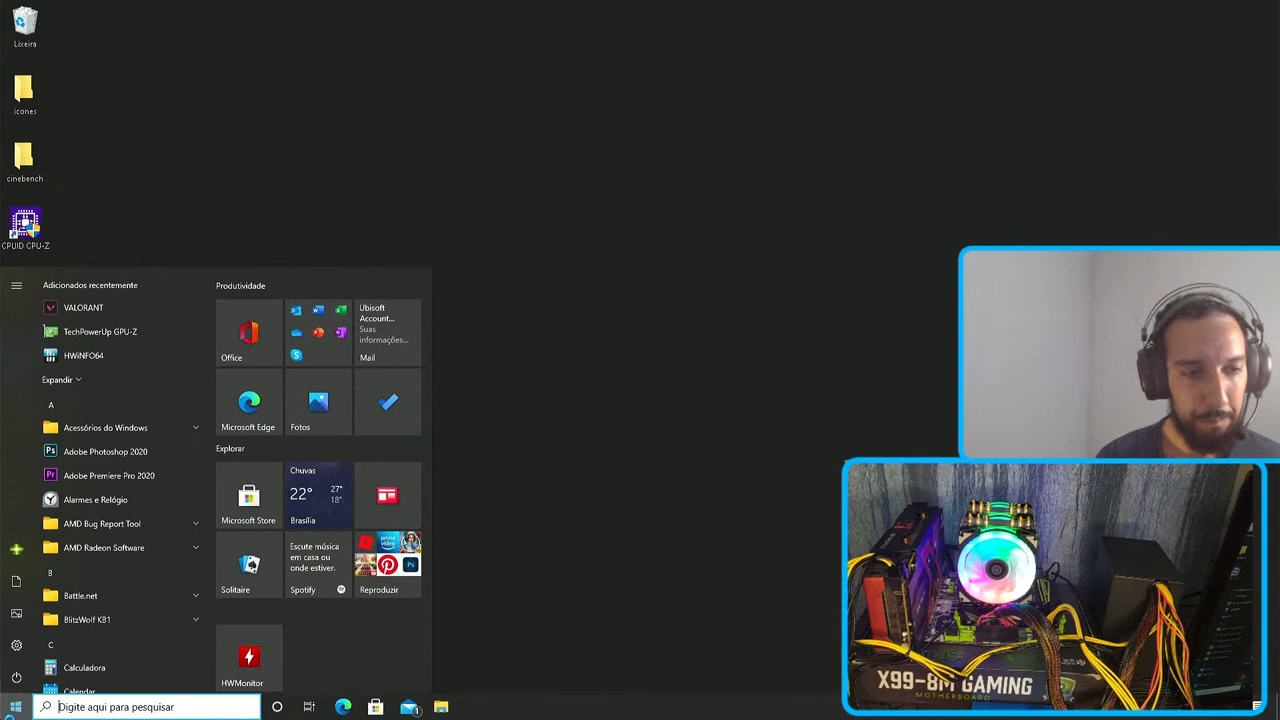 Lixeira
icones
cinebench
CPUID CPU-Z
Adicionados recentemente
VALORANT
TechPowerUp GPU-Z
HWiNFO64
Expandir
A
Acessórios do Windows
Adobe Photoshop 2020
Adobe Premiere Pro 2020
Alarmes e Relógio
AMD Bug Report Tool
AMD Radeon Software
B
Battle.net
BlitzWolf KB1
C
Calculadora
Calendar
Produtividade
Office
Ubisoft
Account...
Suas
informações...
Mail
Microsoft Edge
Fotos
Explorar
Microsoft Store
Chuvas
22°
27°
18°
Brasília
Solitaire
Escute música
em casa ou
onde estiver.
Spotify
Reproduzir
HWMonitor
Digite aqui para pesquisar
X99-8M GAMING
MOTHERBOARD